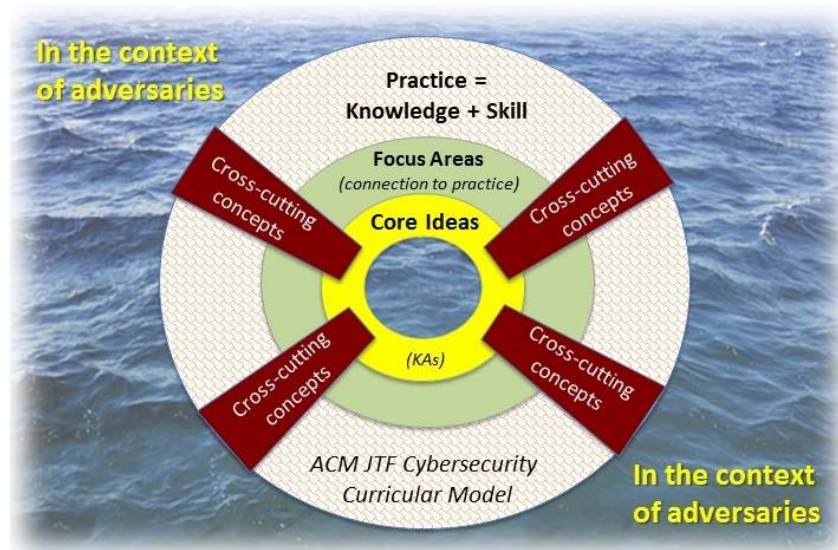 In the context
of adversaries
Practice =
Knowledge + Skill
Focus Areas
(connection to practice)
Core Ideas
Cross-cutting
concepts
Cross-cutting
concepts
(KAs)
Cross-cutting
concepts
Cross-cutting
concepts
ACM JTF Cybersecurity
Curricular Model
In the context
of adversaries